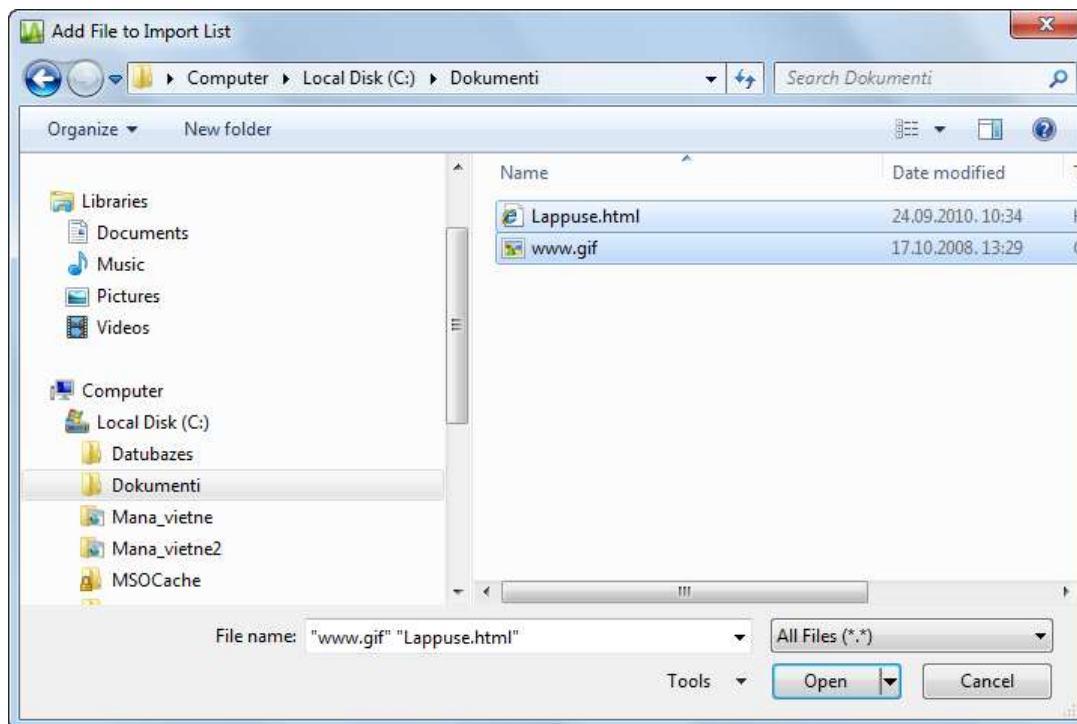 Add File to Import List
Computer Local Disk (C:) Dokumenti Search Dokumenti
Organize New folder
Name Date modified
Libraries
Documents
Music
Pictures
Videos
Computer
Local Disk (C:)
Datubazes
Dokumenti
Mana_vietne
Mana_vietne2
MSOCache
Lappuse.html 24.09.2010. 10:34
www.gif 17.10.2008. 13:29
File name: "www.gif" "Lappuse.html" All Files (*.*)
Tools Open Cancel